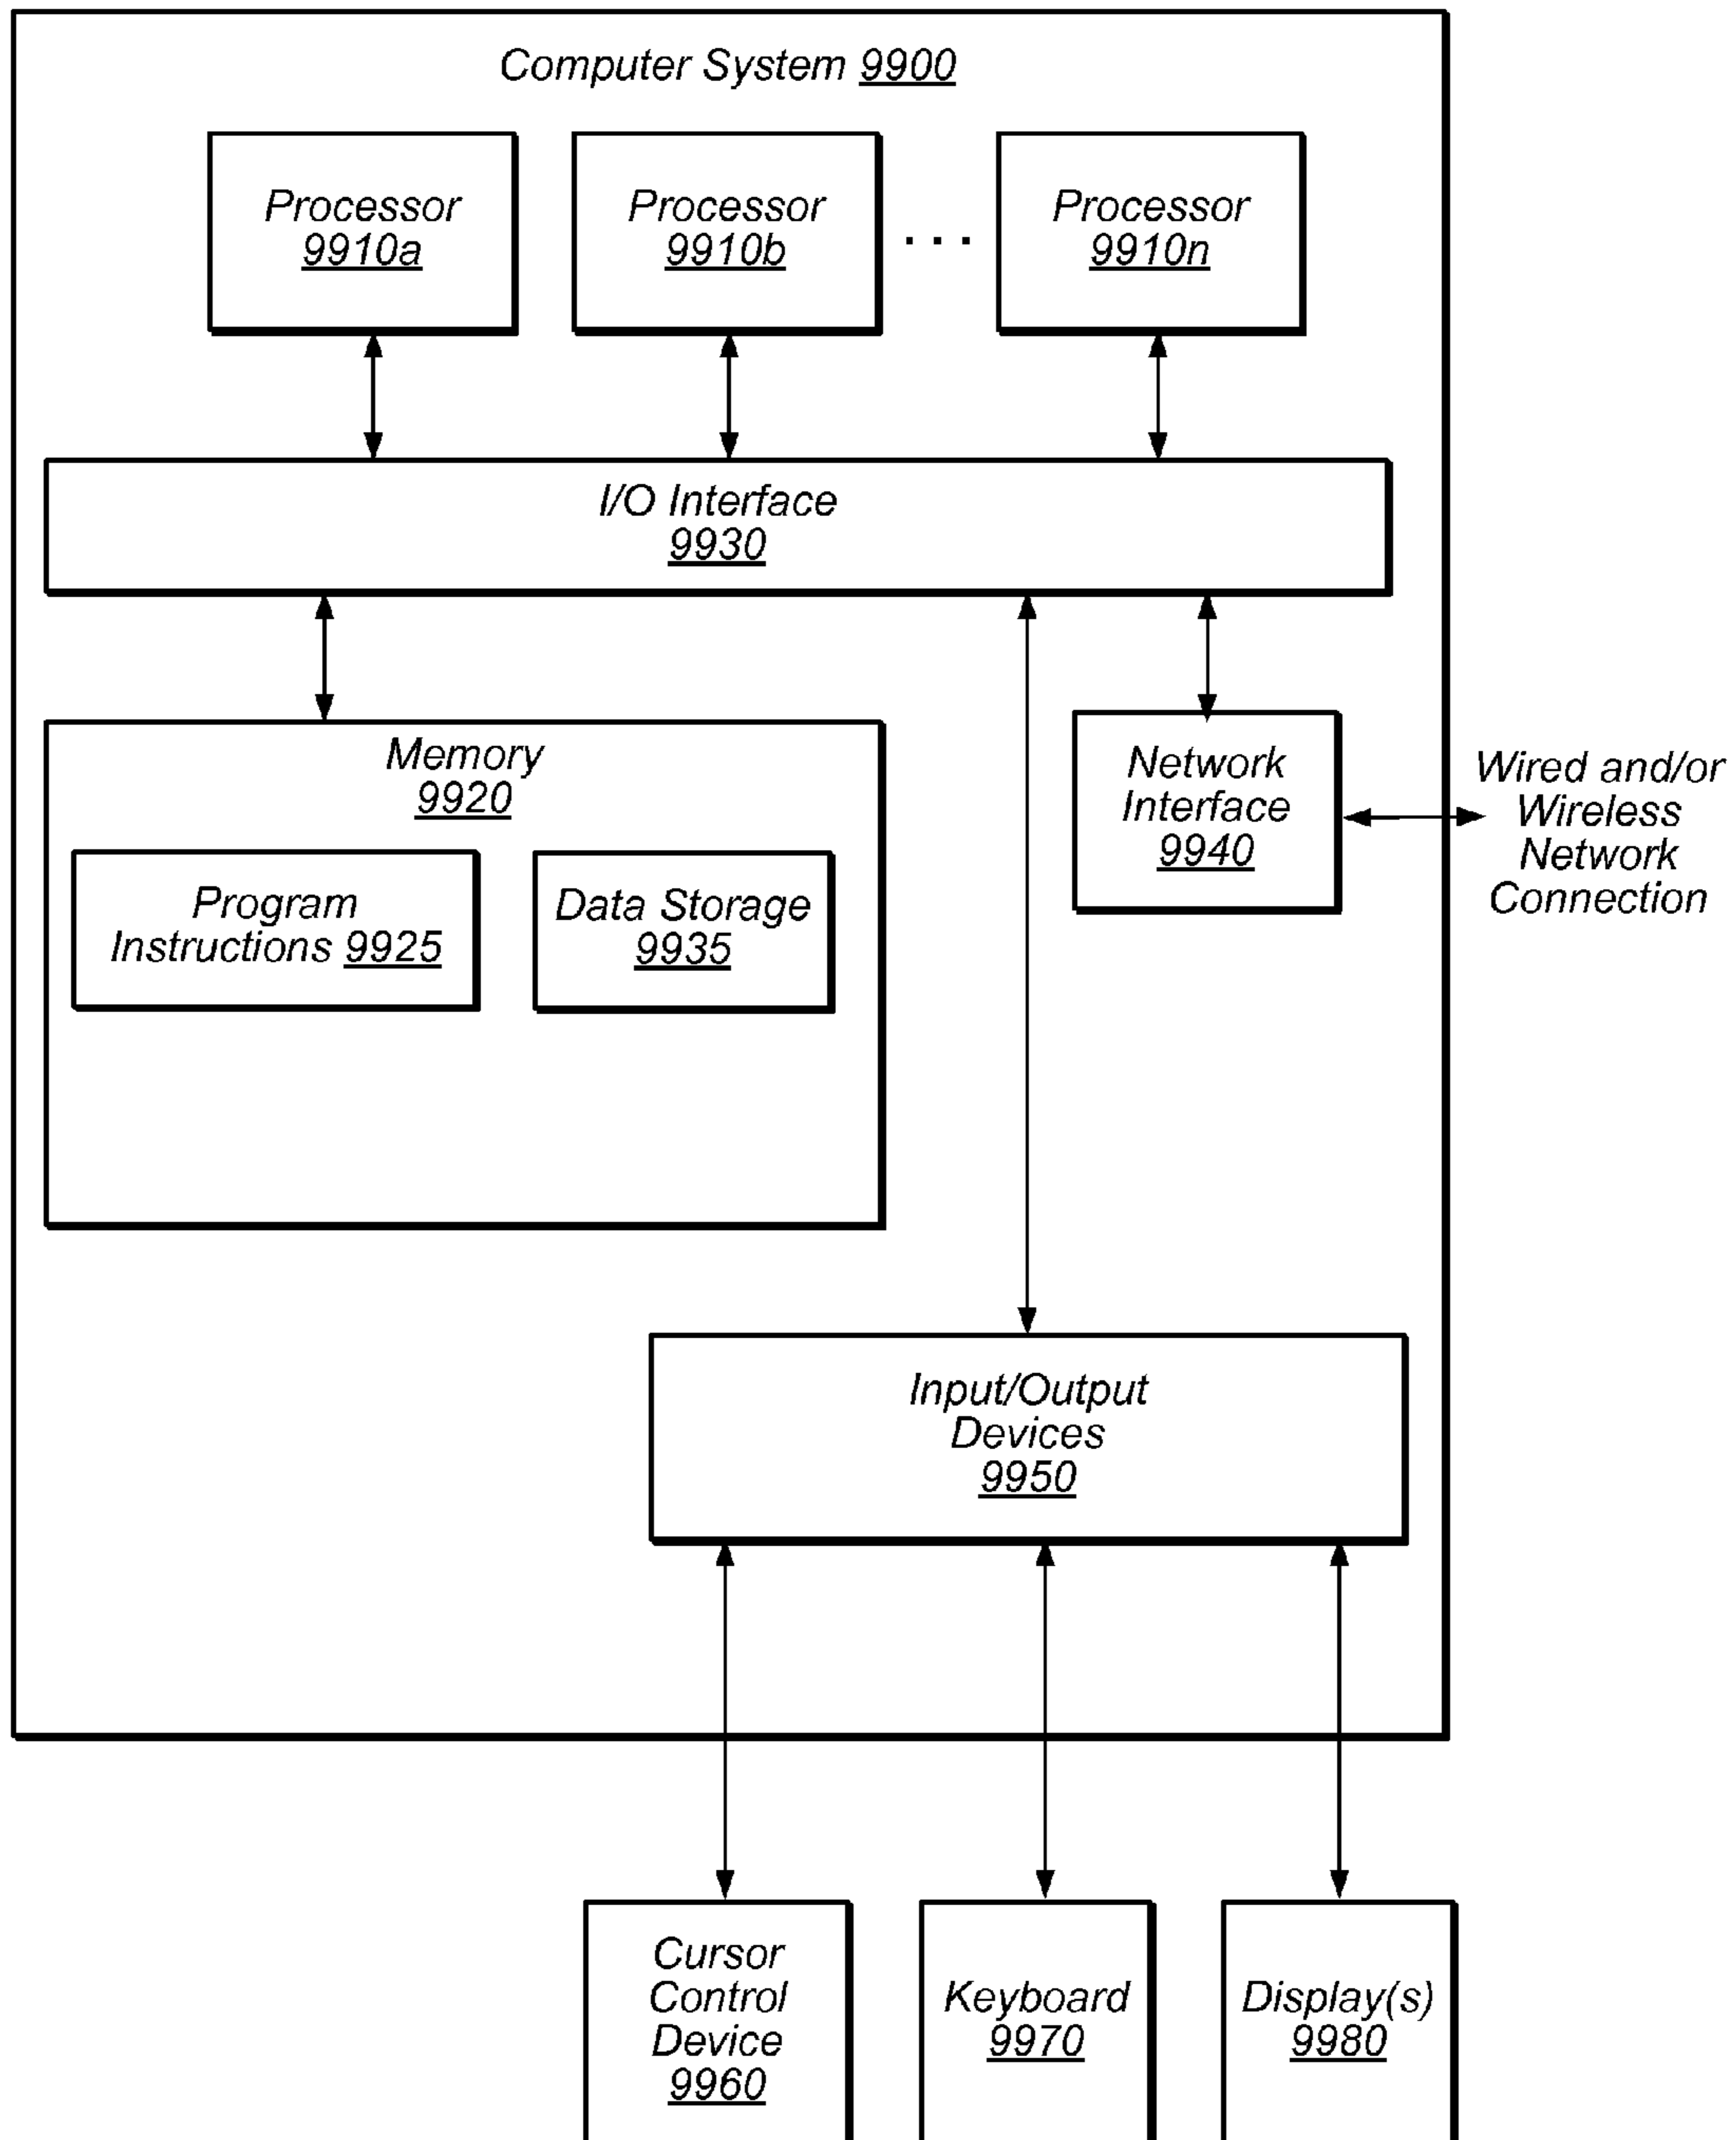 Computer System 9900
Processor
9910a
Processor
9910b
. . .
Processor
9910n
I/O Interface
9930
Memory
9920
Program
Instructions 9925
Data Storage
9935
Network
Interface
9940
Wired and/or
Wireless
Network
Connection
Input/Output
Devices
9950
Cursor
Control
Device
9960
Keyboard
9970
Display(s)
9980